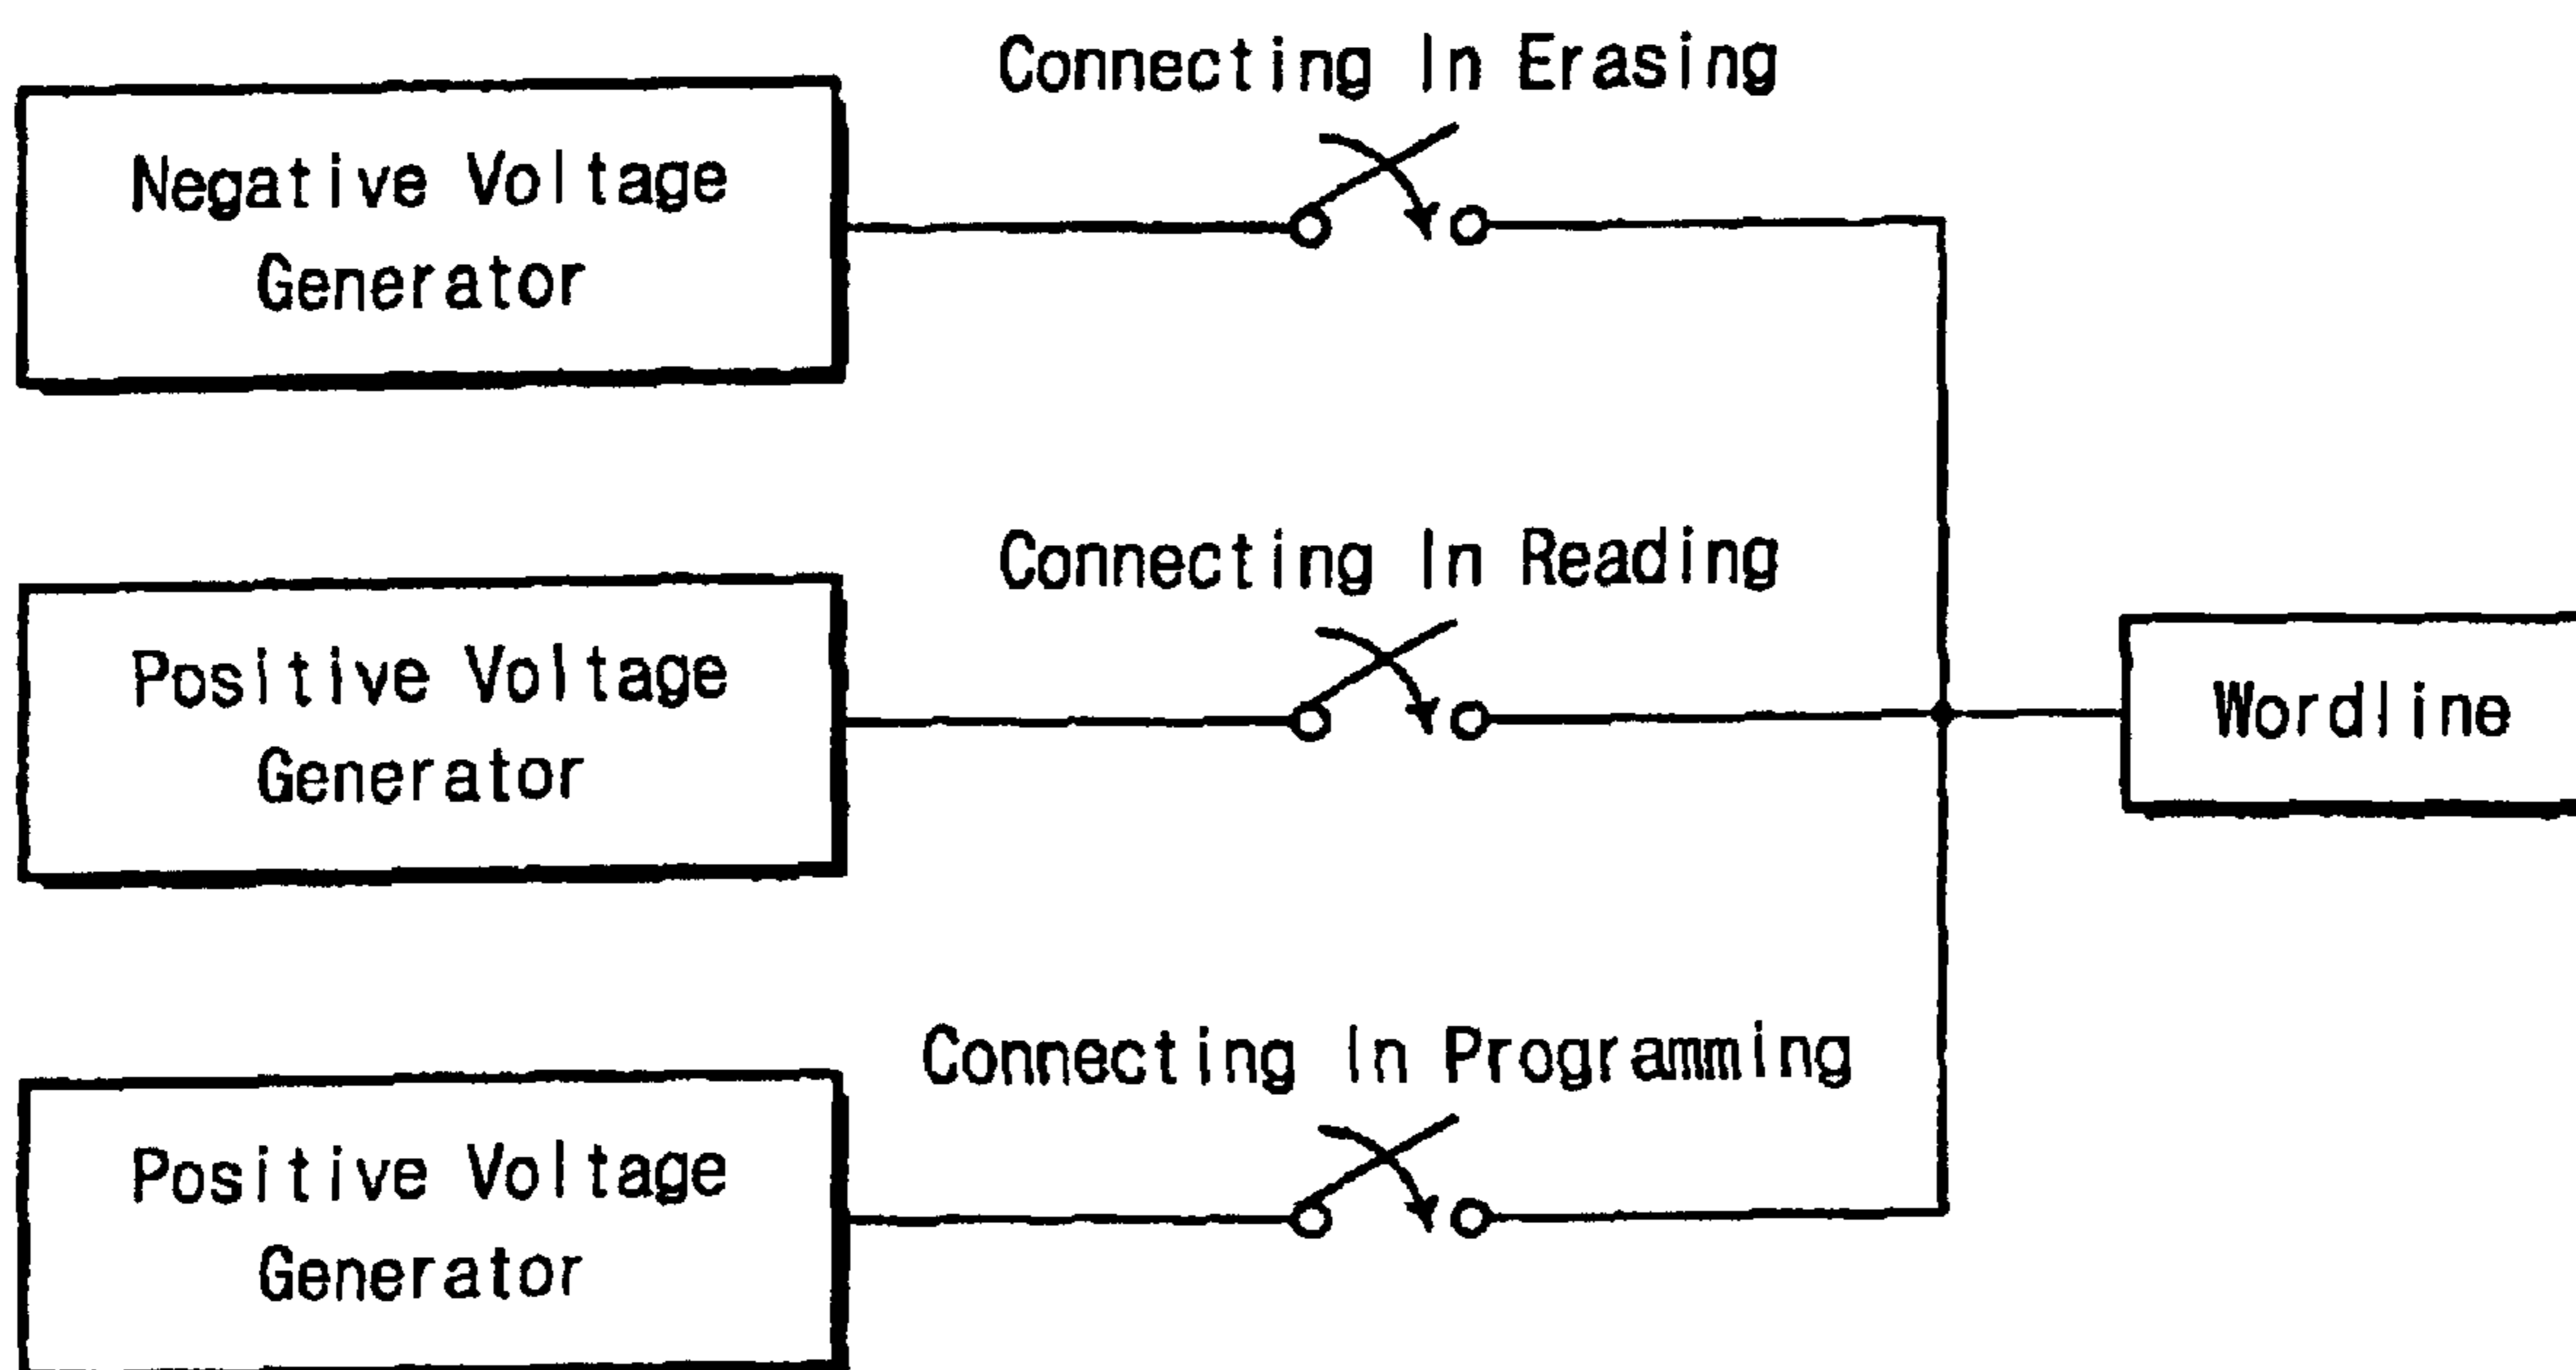 Connecting In Erasing
Negative Voltage
Generator
Connecting In Reading
Positive Voltage
Generator
Wordline
Connecting In Programming
Positive Voltage
Generator